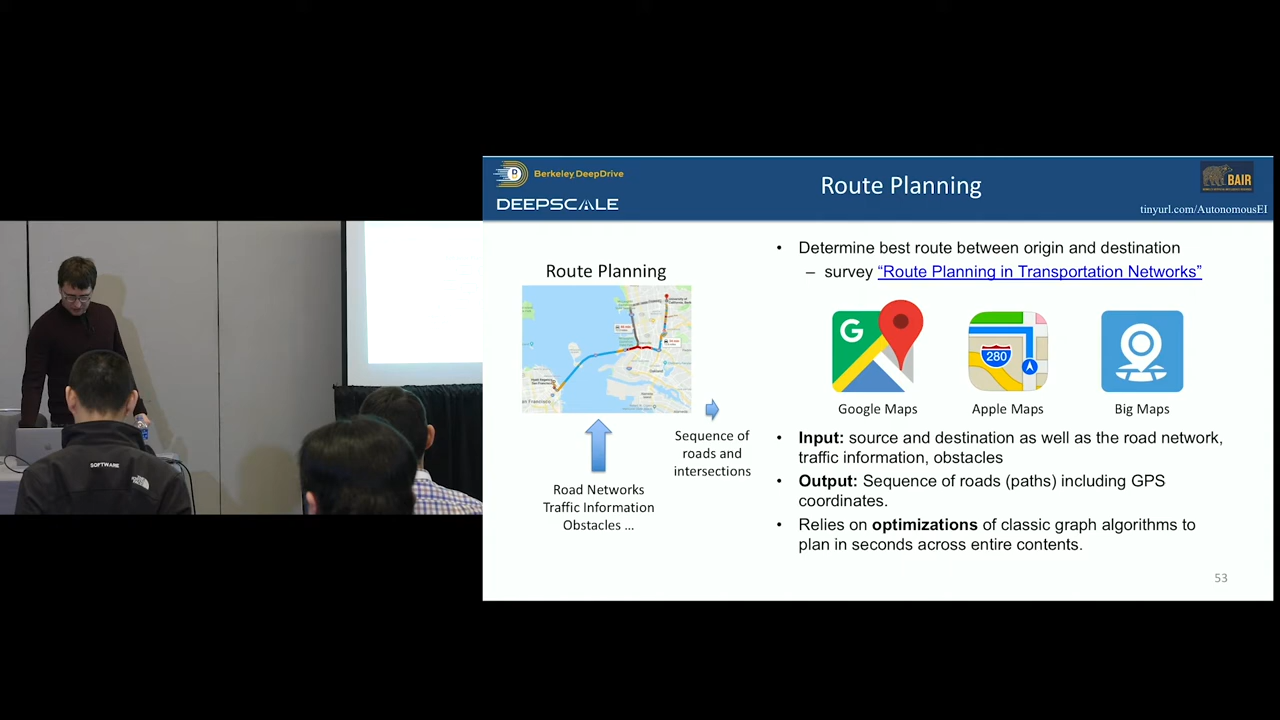 Berkeley DeepDrive
DEEPSCALE
Route Planning
BAIR
tinyurl.com/AutonomousEI
Route Planning
Sequence of
roads and
intersections
Road Networks
Traffic Information
Obstacles ...
• Determine best route between origin and destination
– survey “Route Planning in Transportation Networks”
G
280
Google Maps
Apple Maps
Big Maps
• Input: source and destination as well as the road network,
traffic information, obstacles
• Output: Sequence of roads (paths) including GPS
coordinates.
• Relies on optimizations of classic graph algorithms to
plan in seconds across entire contents.
53
SOFTWARE